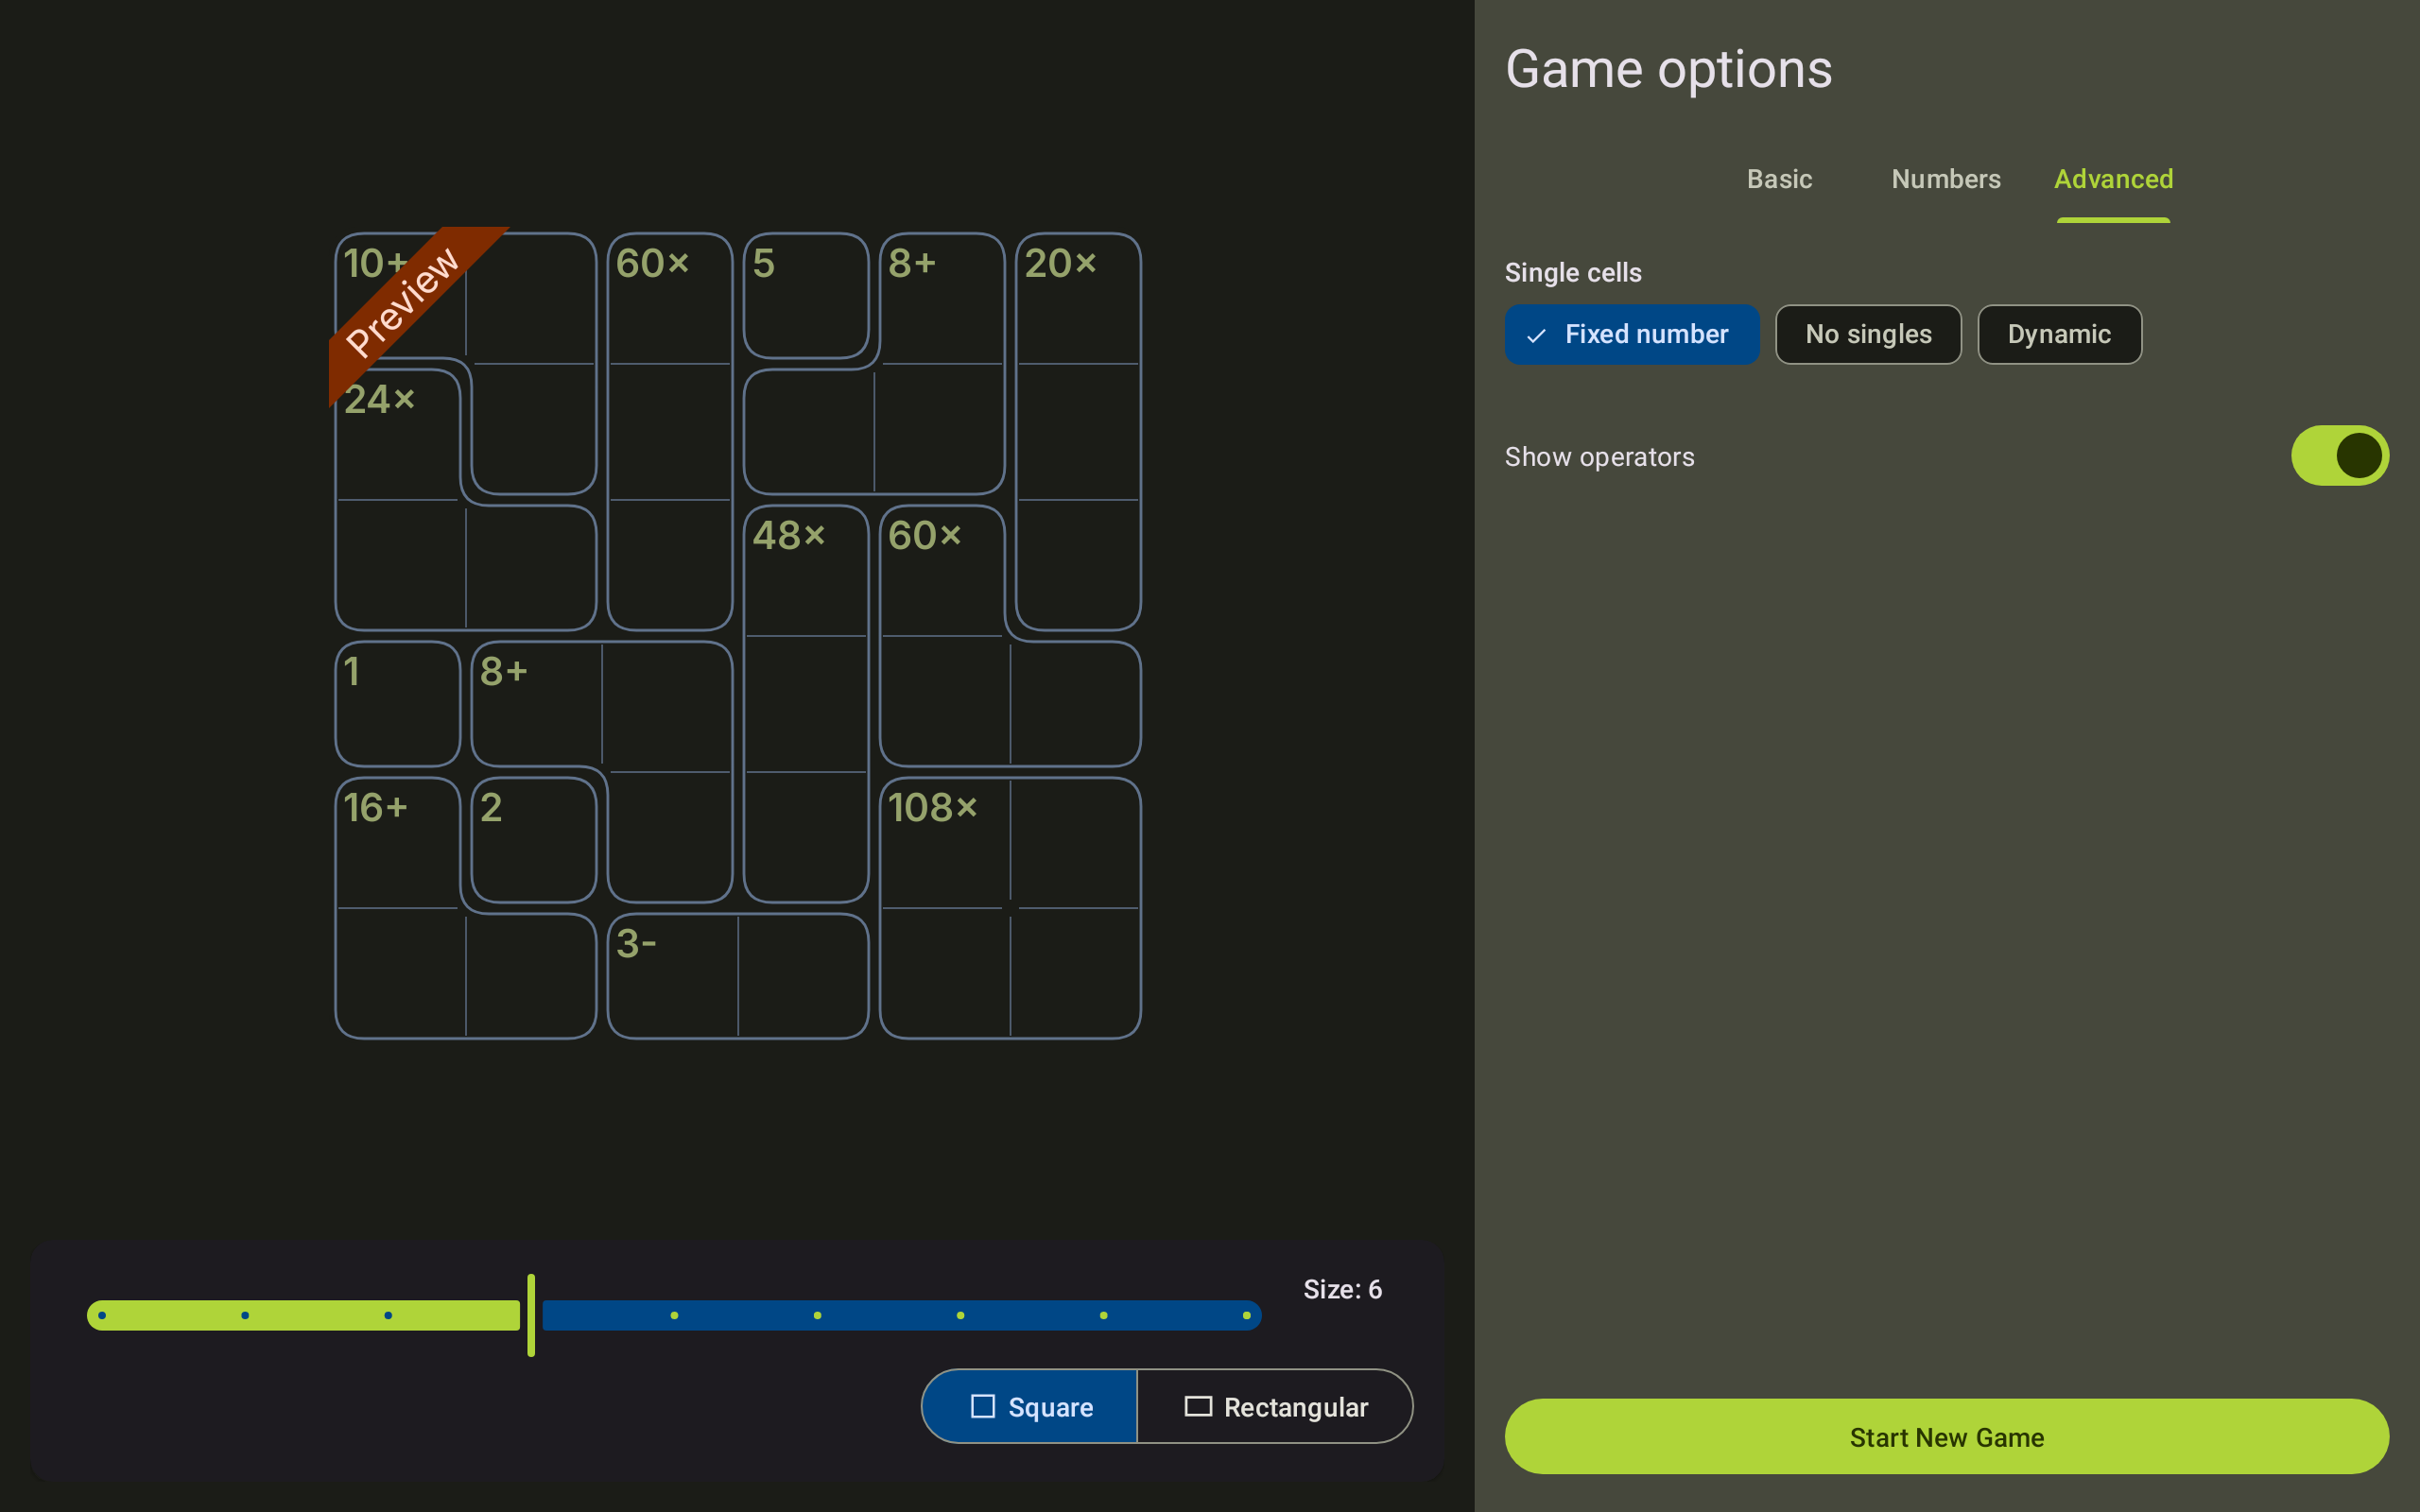 Game options
Basic Numbers Advanced
Single cells
Fixed number No singles Dynamic
Show operators
Start New Game
Preview
10+ 60× 5 8+ 20×
24×
48× 60×
1 8+
16+ 2 108×
3-
Size: 6
Square Rectangular